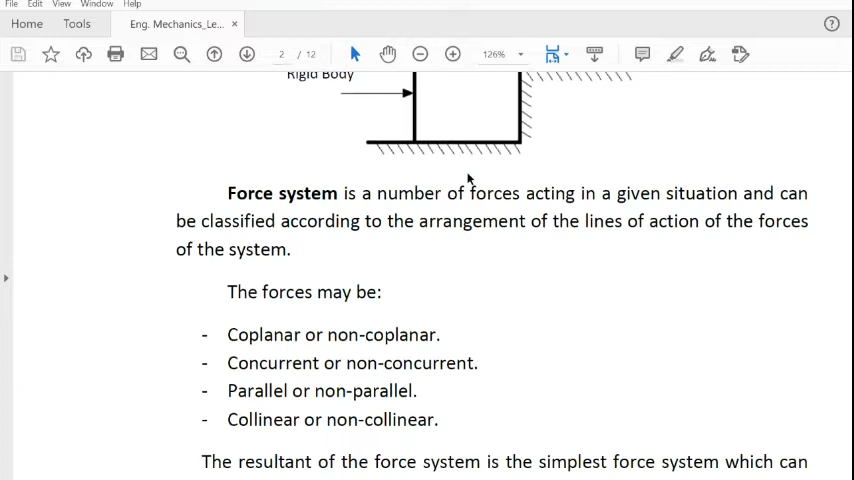 File Edit View Window Help
Home Tools Eng. Mechanics_Le... ×
2 / 12 126%
Rigid Body
Force system is a number of forces acting in a given situation and can
be classified according to the arrangement of the lines of action of the forces
of the system.
The forces may be:
- Coplanar or non-coplanar.
- Concurrent or non-concurrent.
- Parallel or non-parallel.
- Collinear or non-collinear.
The resultant of the force system is the simplest force system which can